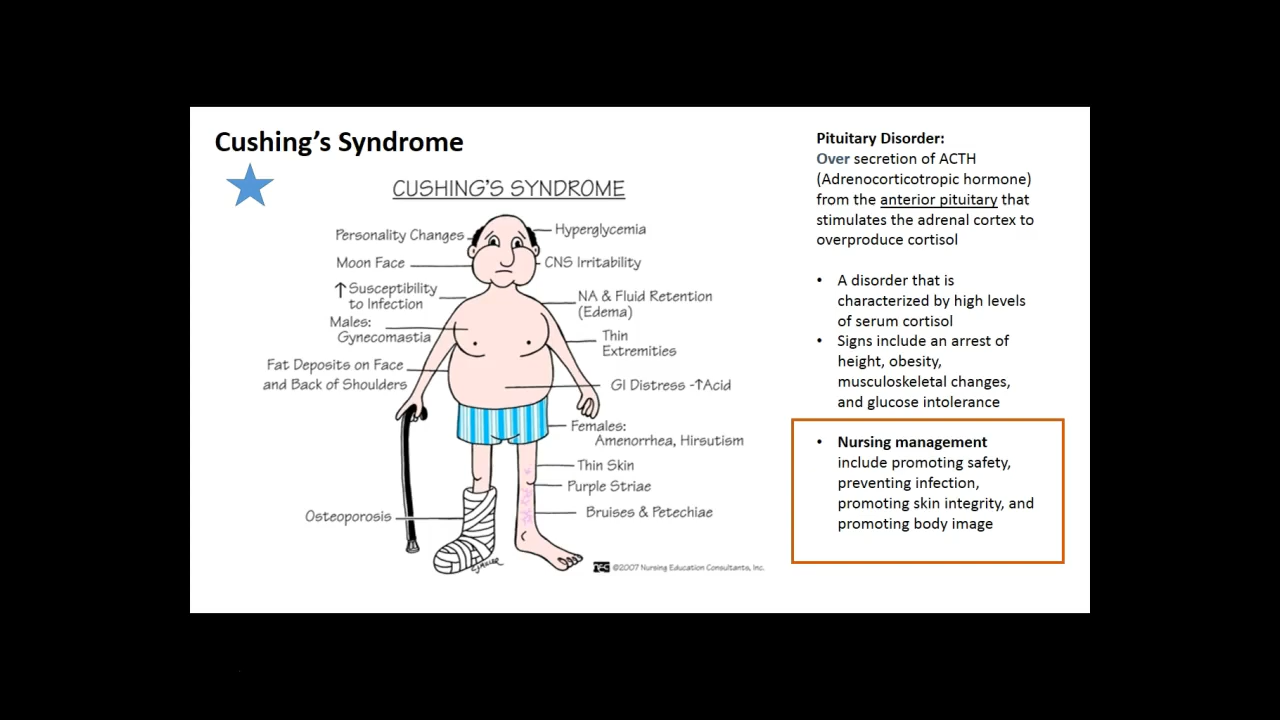 Cushing's Syndrome
CUSHING'S SYNDROME
Personality Changes
Moon Face
↑ Susceptibility
to Infection
Males:
Gynecomastia
Fat Deposits on Face
and Back of Shoulders
Osteoporosis
Hyperglycemia
CNS Irritability
NA & Fluid Retention
(Edema)
Thin
Extremities
GI Distress -↑Acid
Females:
Amenorrhea, Hirsutism
Thin Skin
Purple Striae
Bruises & Petechiae
©2007 Nursing Education Consultants, Inc.
Pituitary Disorder:
Over secretion of ACTH
(Adrenocorticotropic hormone)
from the anterior pituitary that
stimulates the adrenal cortex to
overproduce cortisol
• A disorder that is
characterized by high levels
of serum cortisol
• Signs include an arrest of
height, obesity,
musculoskeletal changes,
and glucose intolerance
• Nursing management
include promoting safety,
preventing infection,
promoting skin integrity, and
promoting body image